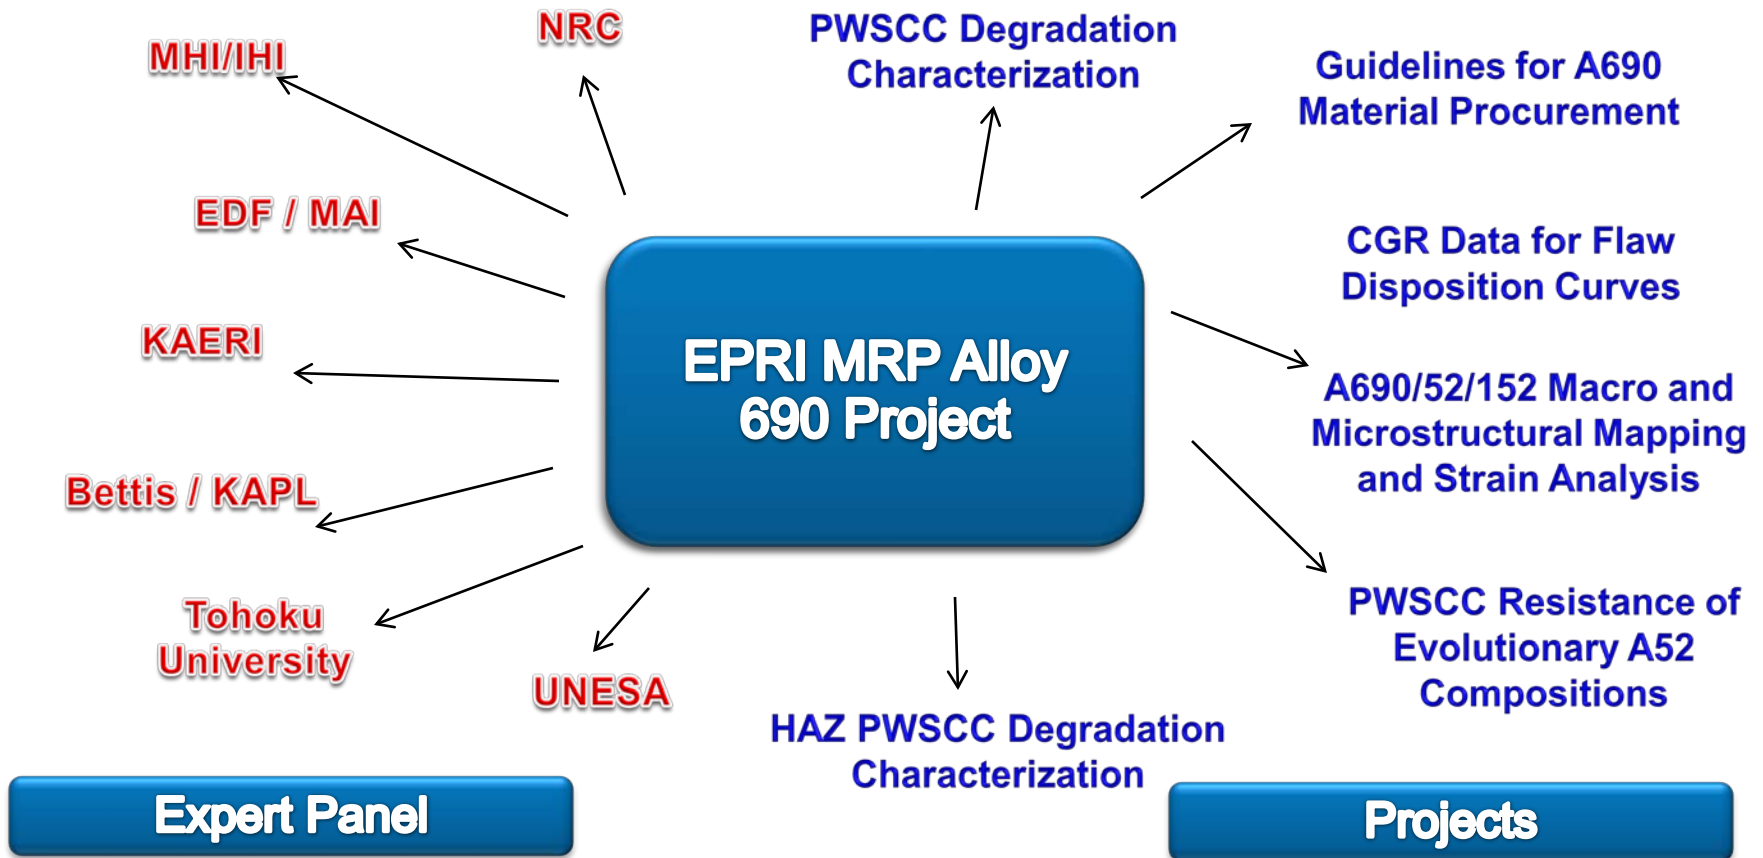 MHI/IHI
NRC
PWSCC Degradation
Characterization
Guidelines for A690
Material Procurement
EDF / MAI
CGR Data for Flaw
Disposition Curves
KAERI
EPRI MRP Alloy
690 Project
A690/52/152 Macro and
Microstructural Mapping
and Strain Analysis
Bettis / KAPL
Tohoku
University
PWSCC Resistance of
Evolutionary A52
Compositions
UNESA
HAZ PWSCC Degradation
Characterization
Expert Panel
Projects